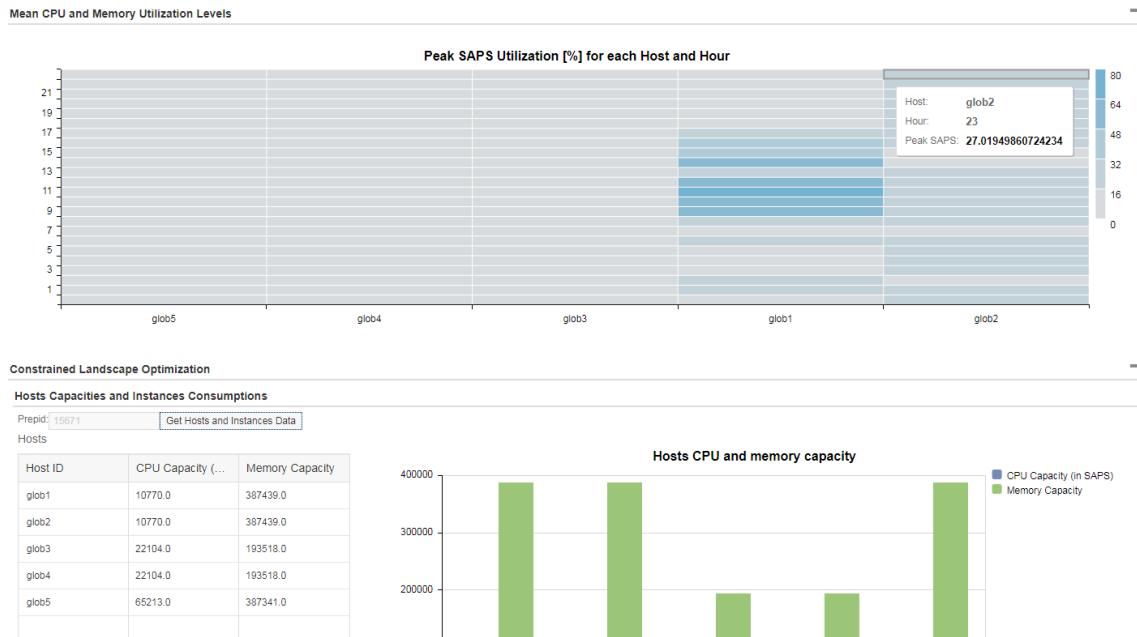 Mean CPU and Memory Utilization Levels
Peak SAPS Utilization [%] for each Host and Hour
21
19
17
15
13
11
9
7
5
3
1
glob5 glob4 glob3 glob1 glob2
Host: glob2
Hour: 23
Peak SAPS: 27.01949860724234
80
64
48
32
16
0
Constrained Landscape Optimization
Hosts Capacities and Instances Consumptions
Prepid: 15671 Get Hosts and Instances Data
Hosts
Host ID CPU Capacity (... Memory Capacity
glob1 10770.0 387439.0
glob2 10770.0 387439.0
glob3 22104.0 193518.0
glob4 22104.0 193518.0
glob5 65213.0 387341.0
Hosts CPU and memory capacity
400000
300000
200000
CPU Capacity (in SAPS)
Memory Capacity